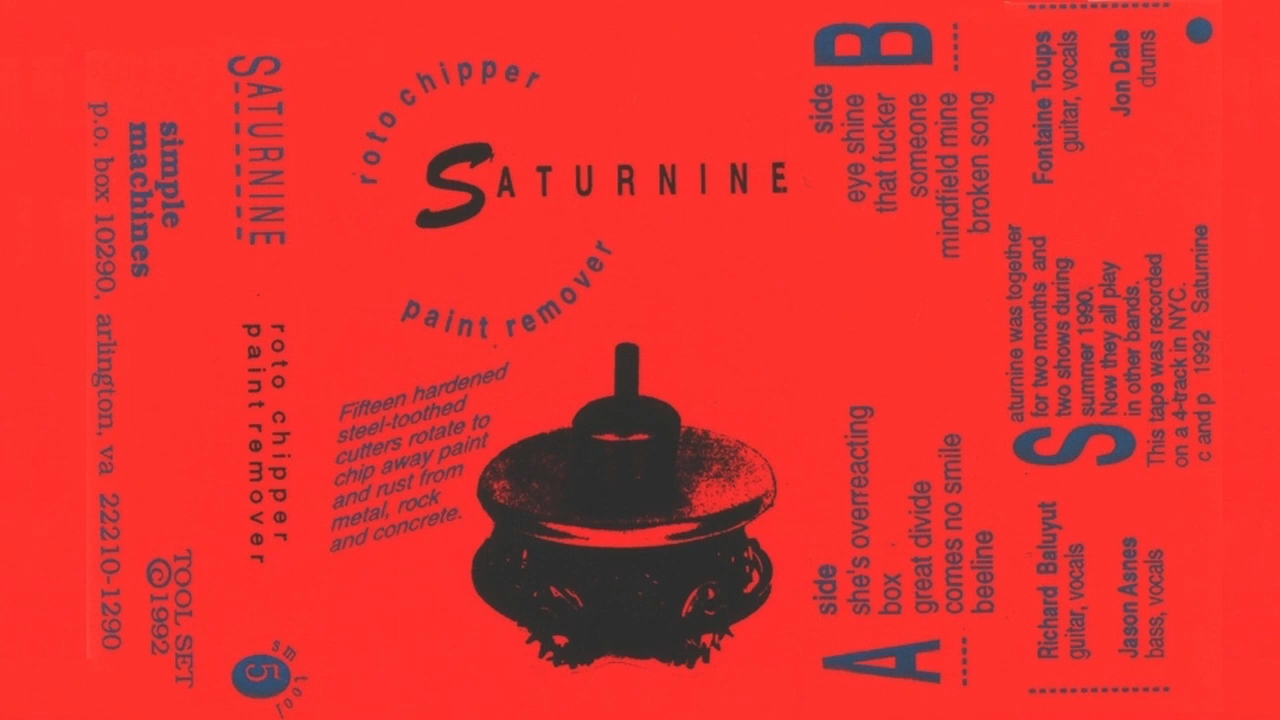 simple
machines
p.o. box 10290, arlington, va 22210-1290
TOOL SET
©1992
SATURNINE
roto chipper
paint remover
sm tool
5
roto chipper
SATURNINE
paint remover
Fifteen hardened
steel-toothed
cutters rotate to
chip away paint
and rust from
metal, rock
and concrete.
side
A
she's overreacting
box
great divide
comes no smile
beeline
side
B
eye shine
that fucker
someone
mindfield mine
broken song
Richard Baluyut
guitar, vocals
Jason Asnes
bass, vocals
Saturnine was together
for two months and
two shows during
summer 1990.
Now they all play
in other bands.
This tape was recorded
on a 4-track in NYC.
c and p 1992 Saturnine
Fontaine Toups
guitar, vocals
Jon Dale
drums